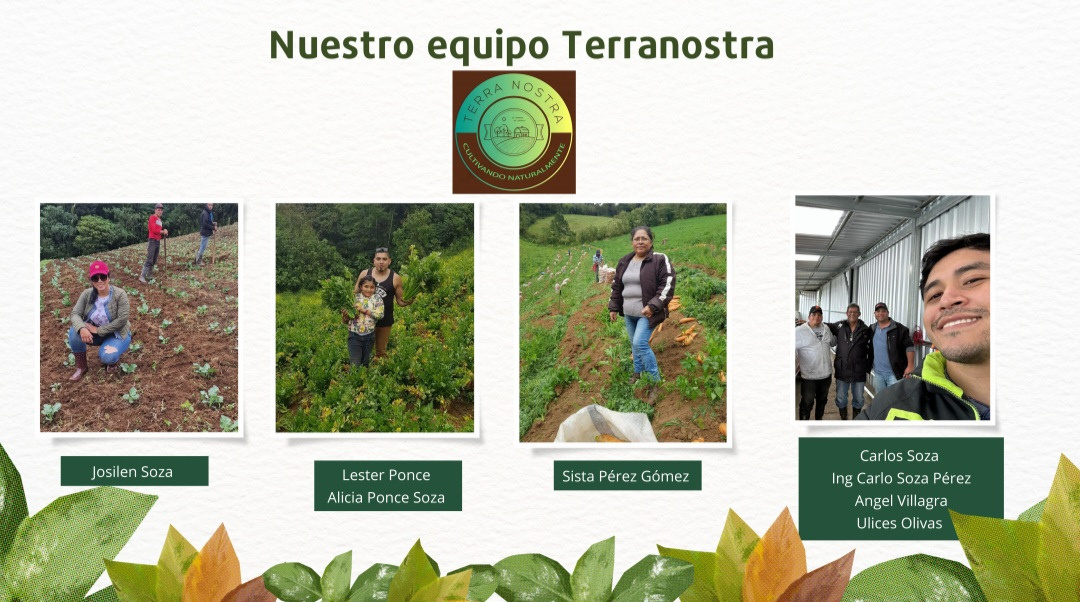 Nuestro equipo Terranostra
TERRA NOSTRA
CULTIVANDO NATURALMENTE
Josilen Soza
Lester Ponce
Alicia Ponce Soza
Sista Pérez Gómez
Carlos Soza
Ing Carlo Soza Pérez
Angel Villagra
Ulices Olivas